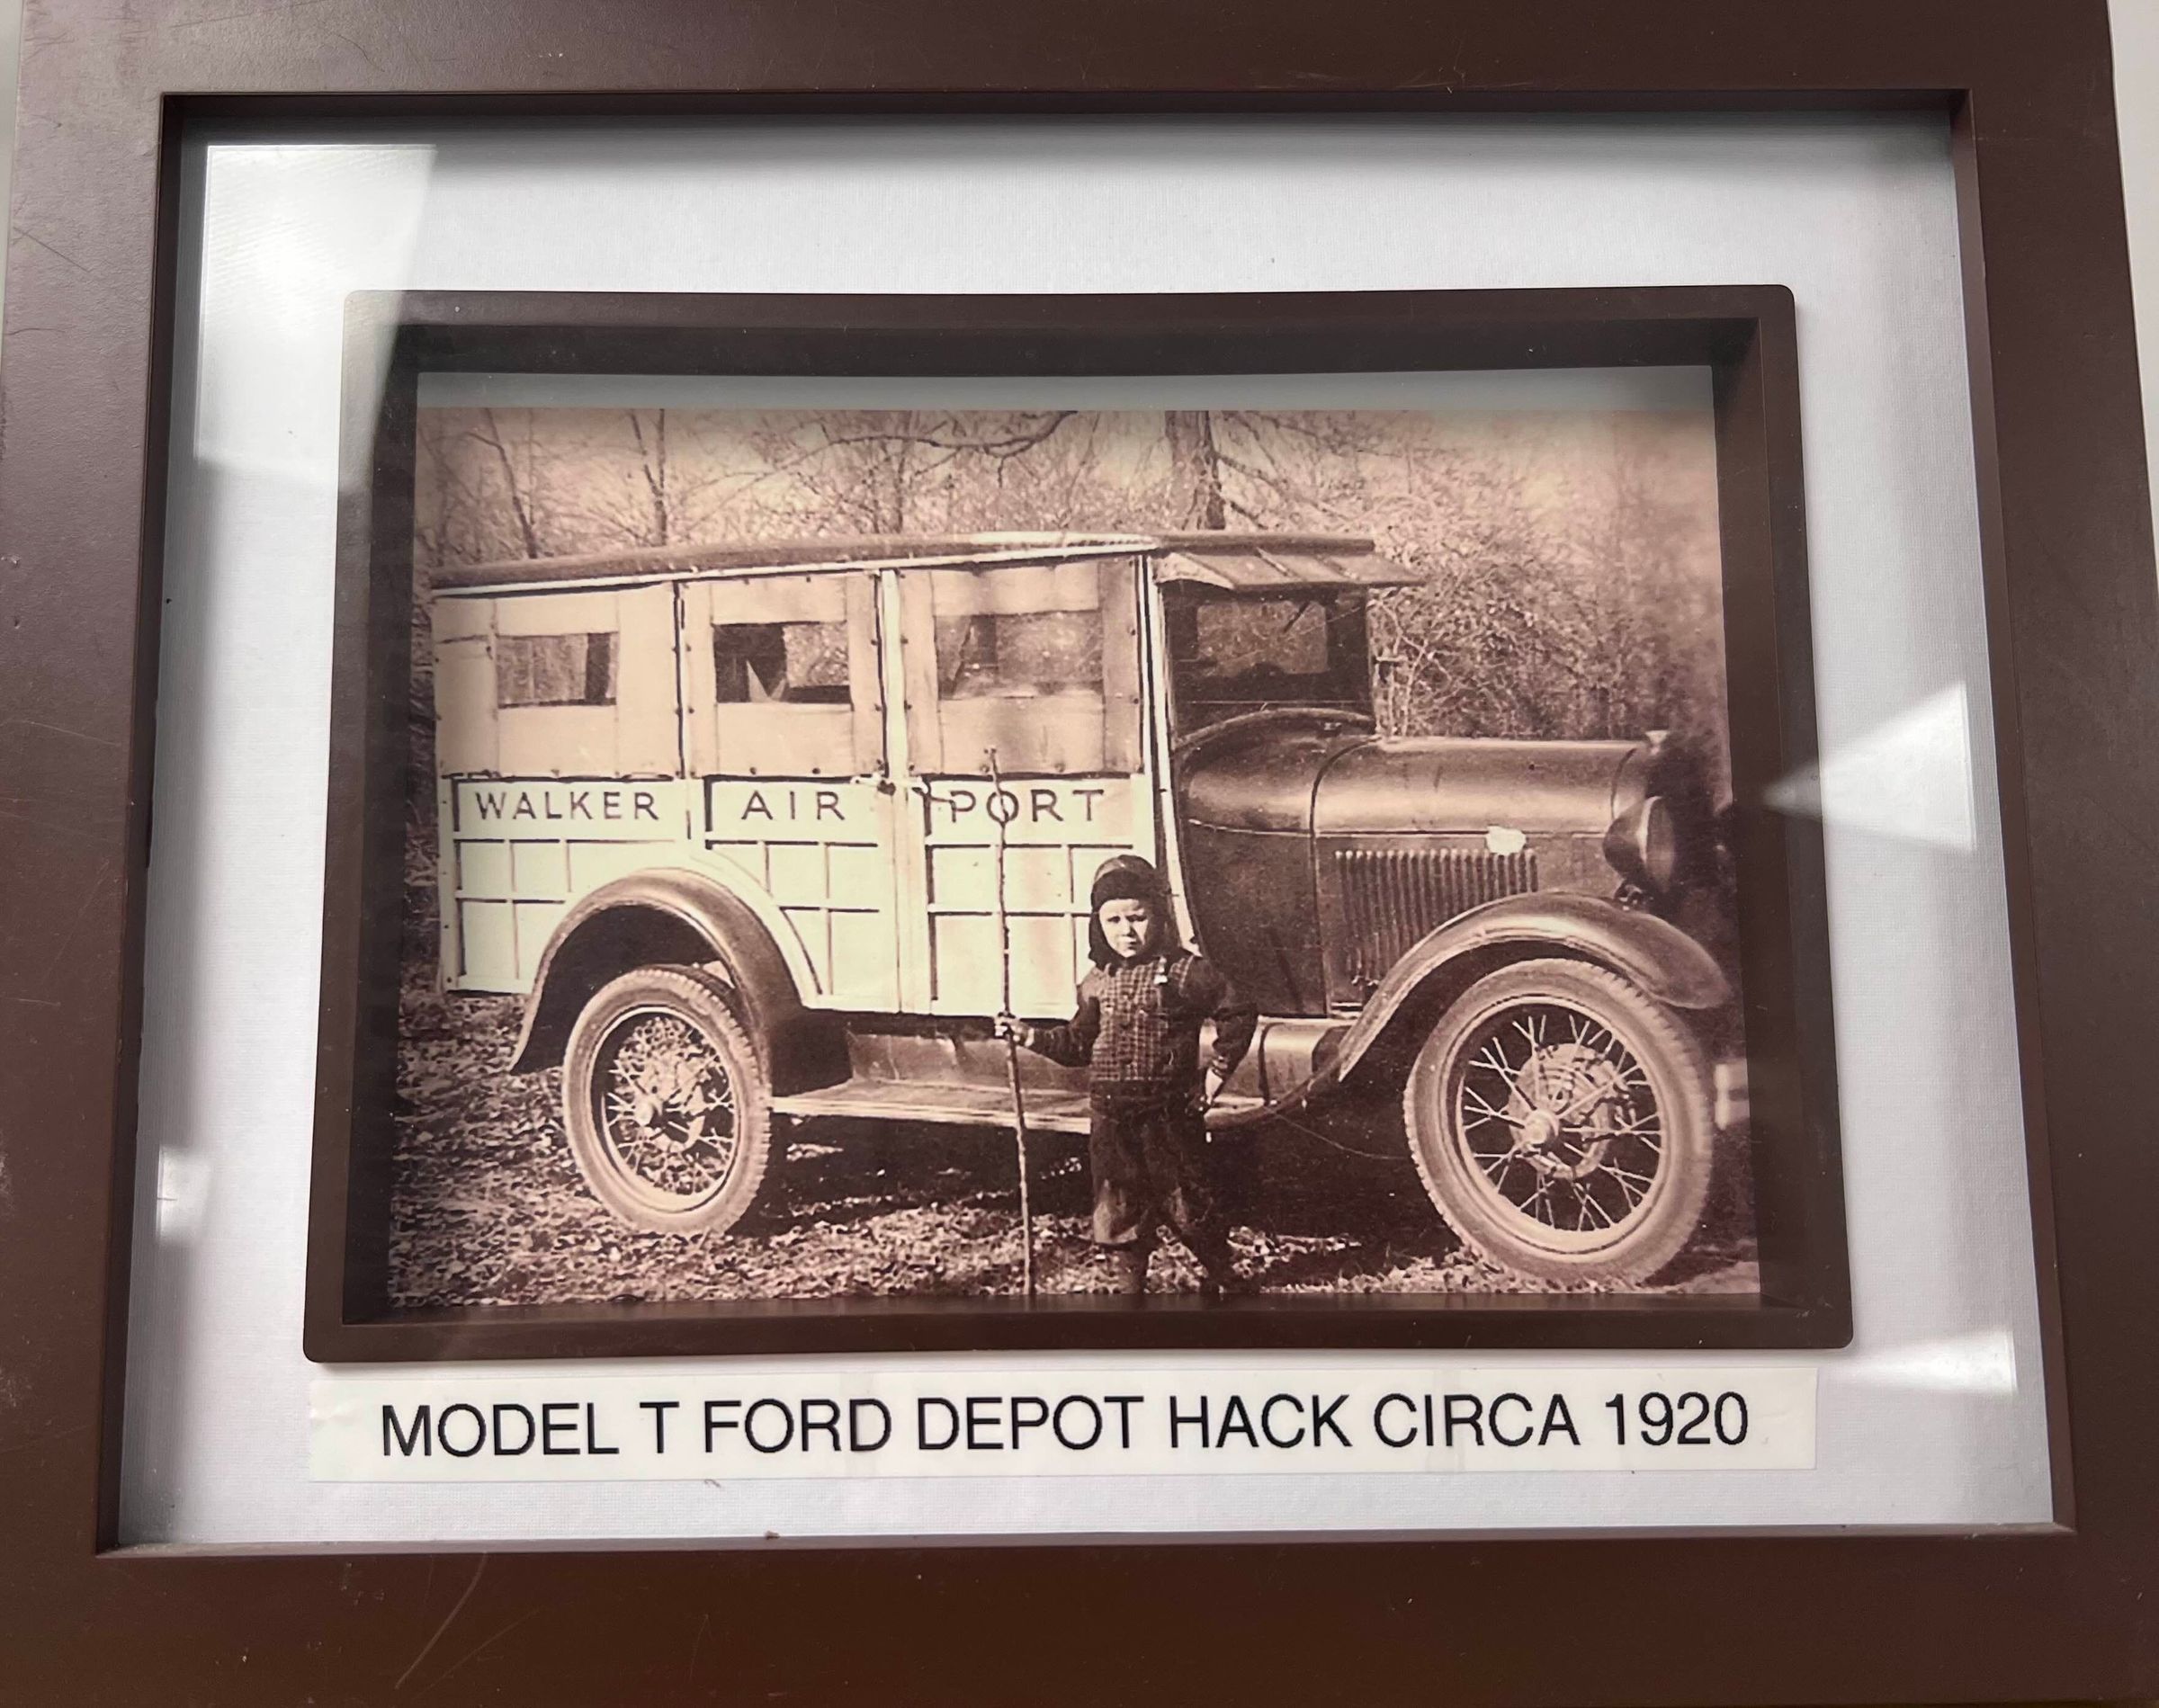 WALKER AIR PORT
MODEL T FORD DEPOT HACK CIRCA 1920